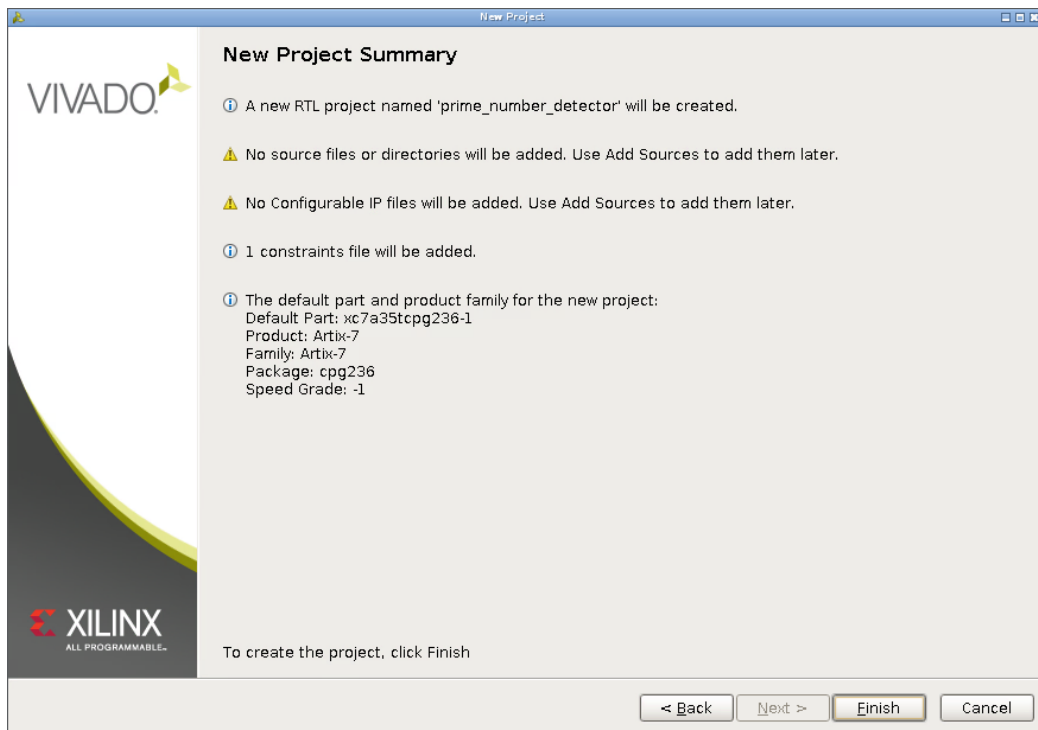 New Project
VIVADO.
New Project Summary
A new RTL project named 'prime_number_detector' will be created.
No source files or directories will be added. Use Add Sources to add them later.
No Configurable IP files will be added. Use Add Sources to add them later.
1 constraints file will be added.
The default part and product family for the new project:
Default Part: xc7a35tcpg236-1
Product: Artix-7
Family: Artix-7
Package: cpg236
Speed Grade: -1
XILINX
ALL PROGRAMMABLE™
To create the project, click Finish
< Back
Next >
Finish
Cancel